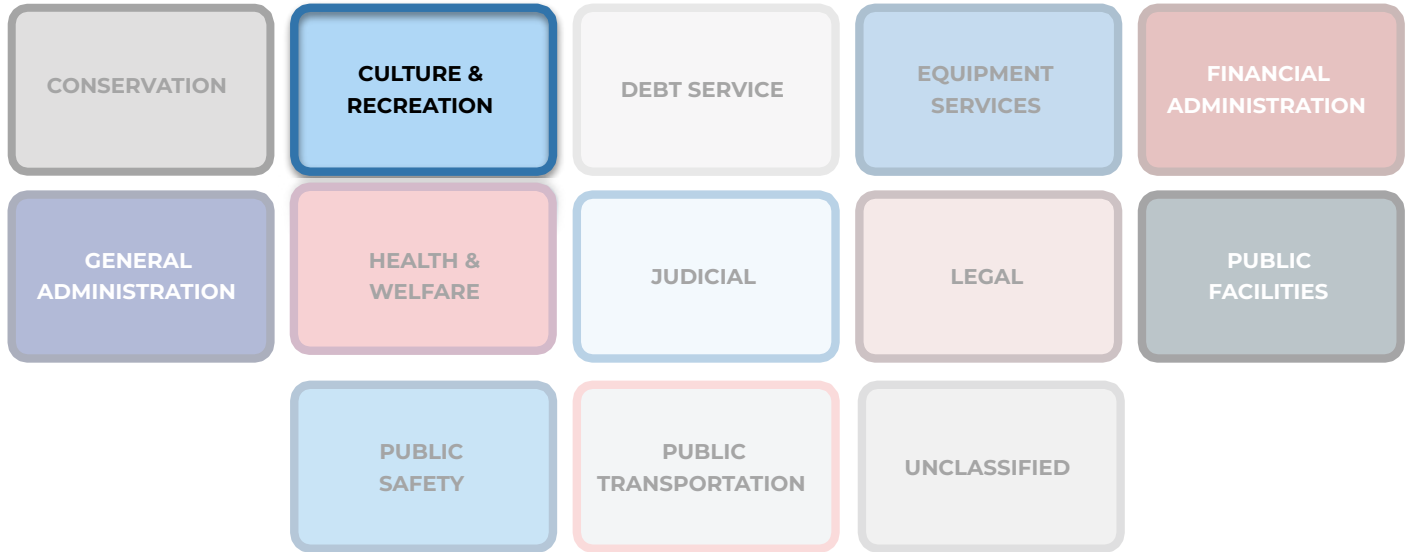 CONSERVATION
CULTURE &
RECREATION
DEBT SERVICE
EQUIPMENT
SERVICES
FINANCIAL
ADMINISTRATION
GENERAL
ADMINISTRATION
HEALTH &
WELFARE
JUDICIAL
LEGAL
PUBLIC
FACILITIES
PUBLIC
SAFETY
PUBLIC
TRANSPORTATION
UNCLASSIFIED